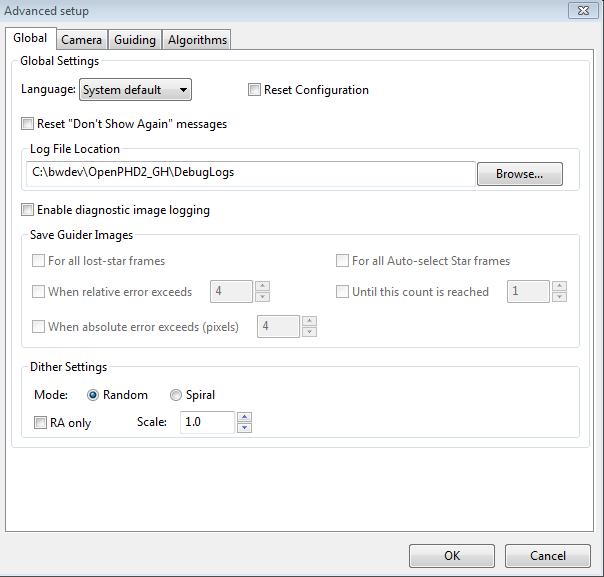 Advanced setup
Global Camera Guiding Algorithms
Global Settings
Language: System default Reset Configuration
Reset "Don't Show Again" messages
Log File Location
C:\bwdev\OpenPHD2_GH\DebugLogs Browse...
Enable diagnostic image logging
Save Guider Images
For all lost-star frames For all Auto-select Star frames
When relative error exceeds 4 Until this count is reached 1
When absolute error exceeds (pixels) 4
Dither Settings
Mode: Random Spiral
RA only Scale: 1.0
OK Cancel